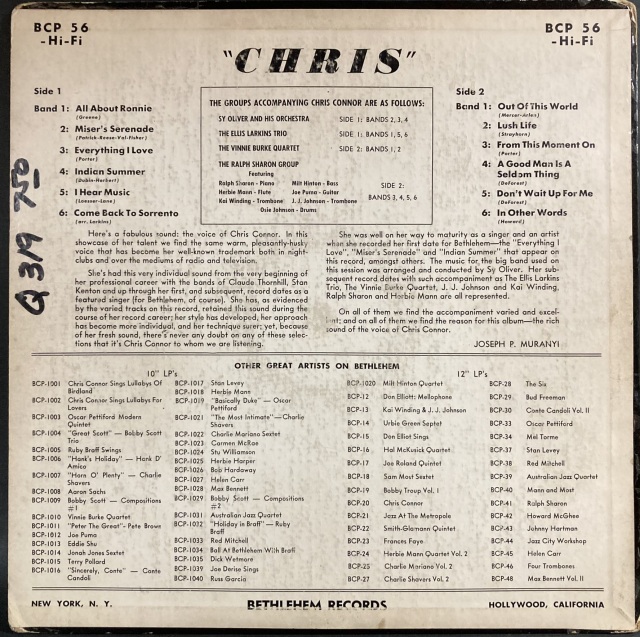 BCP 56
-Hi-Fi
"CHRIS"
BCP 56
-Hi-Fi
Side 1
Band 1: All About Ronnie
(Greene)
2: Miser's Serenade
(Patrick-Reese-Val-Fisher)
3: Everything I Love
(Porter)
4: Indian Summer
(Dubin-Herbert)
5: I Hear Music
(Loesser-Lane)
6: Come Back To Sorrento
(arr. Larkins)
THE GROUPS ACCOMPANYING CHRIS CONNOR ARE AS FOLLOWS:
SY OLIVER AND HIS ORCHESTRA SIDE 1: BANDS 2, 3, 4
THE ELLIS LARKINS TRIO SIDE 1: BANDS 1, 5, 6
THE VINNIE BURKE QUARTET SIDE 2: BANDS 1, 2
THE RALPH SHARON GROUP
Featuring
Ralph Sharon - Piano Milt Hinton - Bass
Herbie Mann - Flute Joe Puma - Guitar
Kai Winding - Trombone J. J. Johnson - Trombone
Osie Johnson - Drums
SIDE 2:
BANDS 3, 4, 5, 6
Side 2
Band 1: Out Of This World
(Mercer-Arlen)
2: Lush Life
(Strayhorn)
3: From This Moment On
(Porter)
4: A Good Man Is A
Seldom Thing
(DeForest)
5: Don't Wait Up For Me
(DeForest)
6: In Other Words
(Howard)
Q 319 750
Here's a fabulous sound: the voice of Chris Connor. In this
showcase of her talent we find the same warm, pleasantly-husky
voice that has become her well-known trademark both in night-
clubs and over the mediums of radio and television.
She's had this very individual sound from the very beginning of
her professional career with the bands of Claude Thornhill, Stan
Kenton and up through her first, and subsequent, record dates as a
featured singer (for Bethlehem, of course). She has, as evidenced
by the varied tracks on this record, retained this sound during the
course of her record career; her style has developed, her approach
has become more individual, and her technique surer; yet, because
of her fresh sound, there's never any doubt on any of these selec-
tions that it's Chris Connor to whom we are listening.
She was well on her way to maturity as a singer and an artist
when she recorded her first date for Bethlehem—the "Everything I
Love", "Miser's Serenade" and "Indian Summer" that appear on
this record, amongst others. The music for the big band used on
this session was arranged and conducted by Sy Oliver. Her sub-
sequent record dates with such accompaniment as The Ellis Larkins
Trio, The Vinnie Burke Quartet, J. J. Johnson and Kai Winding,
Ralph Sharon and Herbie Mann are all represented.
On all of them we find the accompaniment varied and excel-
lent; and on all of them we find the reason for this album—the rich
sound of the voice of Chris Connor.
JOSEPH P. MURANYI
OTHER GREAT ARTISTS ON BETHLEHEM
10" LP's
BCP-1001 Chris Connor Sings Lullabys Of
Birdland
BCP-1002 Chris Connor Sings Lullabys For
Lovers
BCP-1003 Oscar Pettiford Modern
Quintet
BCP-1004 "Great Scott" — Bobby Scott
Trio
BCP-1005 Ruby Braff Swings
BCP-1006 "Hank's Holiday" — Hank D'
Amico
BCP-1007 "Horn O' Plenty" — Charlie
Shavers
BCP-1008 Aaron Sachs
BCP-1009 Bobby Scott — Compositions
#1
BCP-1010 Vinnie Burke Quartet
BCP-1011 "Peter The Great" - Pete Brown
BCP-1012 Joe Puma
BCP-1013 Eddie Shu
BCP-1014 Jonah Jones Sextet
BCP-1015 Terry Pollard
BCP-1016 "Sincerely, Conte" — Conte
Candoli
BCP-1017 Stan Levey
BCP-1018 Herbie Mann
BCP-1019 "Basically Duke" — Oscar
Pettiford
BCP-1021 "The Most Intimate"—Charlie
Shavers
BCP-1022 Charlie Mariano Sextet
BCP-1023 Carmen McRae
BCP-1024 Stu Williamson
BCP-1025 Herbie Harper
BCP-1026 Bob Hardaway
BCP-1027 Helen Carr
BCP-1028 Max Bennett
BCP-1029 Bobby Scott — Compositions
#2
BCP-1031 Australian Jazz Quartet
BCP-1032 "Holiday in Braff" — Ruby
Braff
BCP-1033 Red Mitchell
BCP-1034 Ball At Bethlehem With Braff
BCP-1035 Dick Wetmore
BCP-1039 Joe Derise Sings
BCP-1040 Russ Garcia
12" LP's
BCP-1020 Milt Hinton Quartet
BCP-12 Don Elliott: Mellophone
BCP-13 Kai Winding & J. J. Johnson
BCP-14 Urbie Green Septet
BCP-15 Don Elliot Sings
BCP-16 Hal McKusick Quartet
BCP-17 Joe Roland Quintet
BCP-18 Sam Most Sextet
BCP-19 Bobby Troup Vol. I
BCP-20 Chris Connor
BCP-21 Jazz At The Metropole
BCP-22 Smith-Glamann Quintet
BCP-23 Frances Faye
BCP-24 Herbie Mann Quartet Vol. 2
BCP-25 Charlie Mariano Vol. 2
BCP-27 Charlie Shavers Vol. 2
BCP-28 The Six
BCP-29 Bud Freeman
BCP-30 Conte Candoli Vol. II
BCP-33 Oscar Pettiford
BCP-34 Mel Torme
BCP-37 Stan Levey
BCP-38 Red Mitchell
BCP-39 Australian Jazz Quartet
BCP-40 Mann and Most
BCP-41 Ralph Sharon
BCP-42 Howard McGhee
BCP-43 Johnny Hartman
BCP-44 Jazz City Workshop
BCP-45 Helen Carr
BCP-46 Four Trombones
BCP-48 Max Bennett Vol. II
NEW YORK, N. Y.
BETHLEHEM RECORDS
HOLLYWOOD, CALIFORNIA